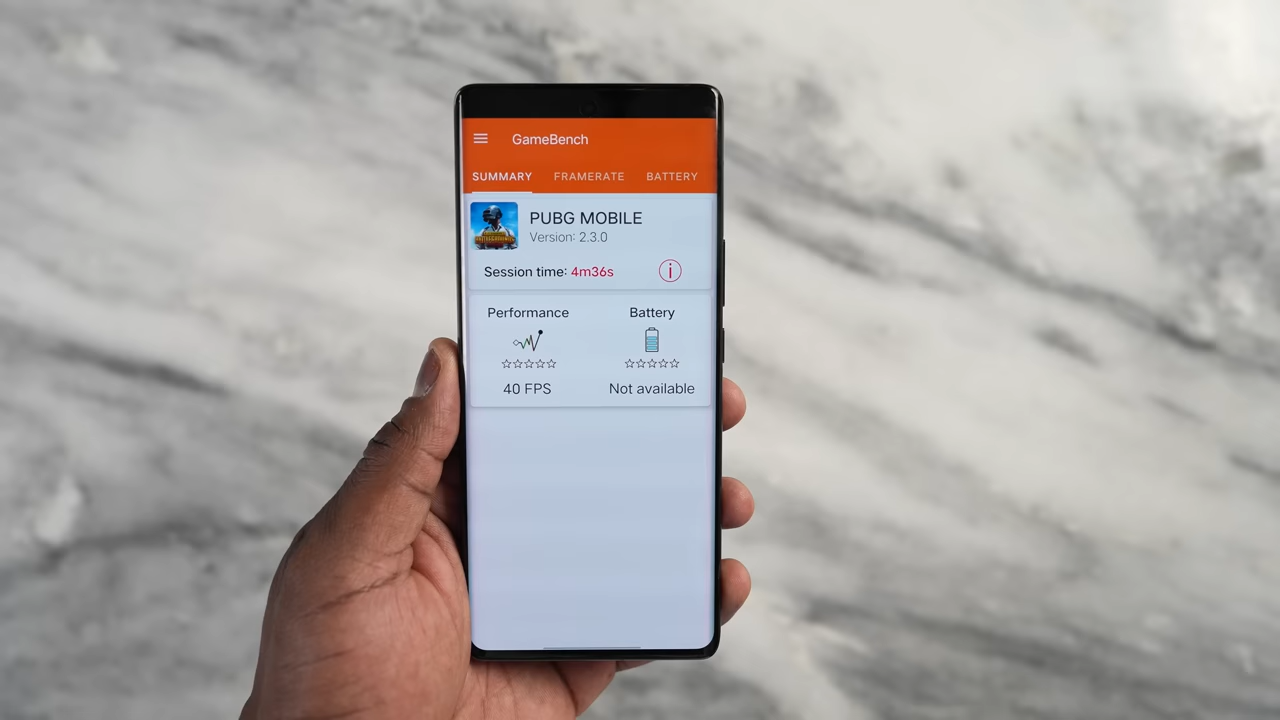 GameBench
SUMMARY FRAMERATE BATTERY
PUBG MOBILE
Version: 2.3.0
Session time: 4m36s
Performance Battery
40 FPS Not available